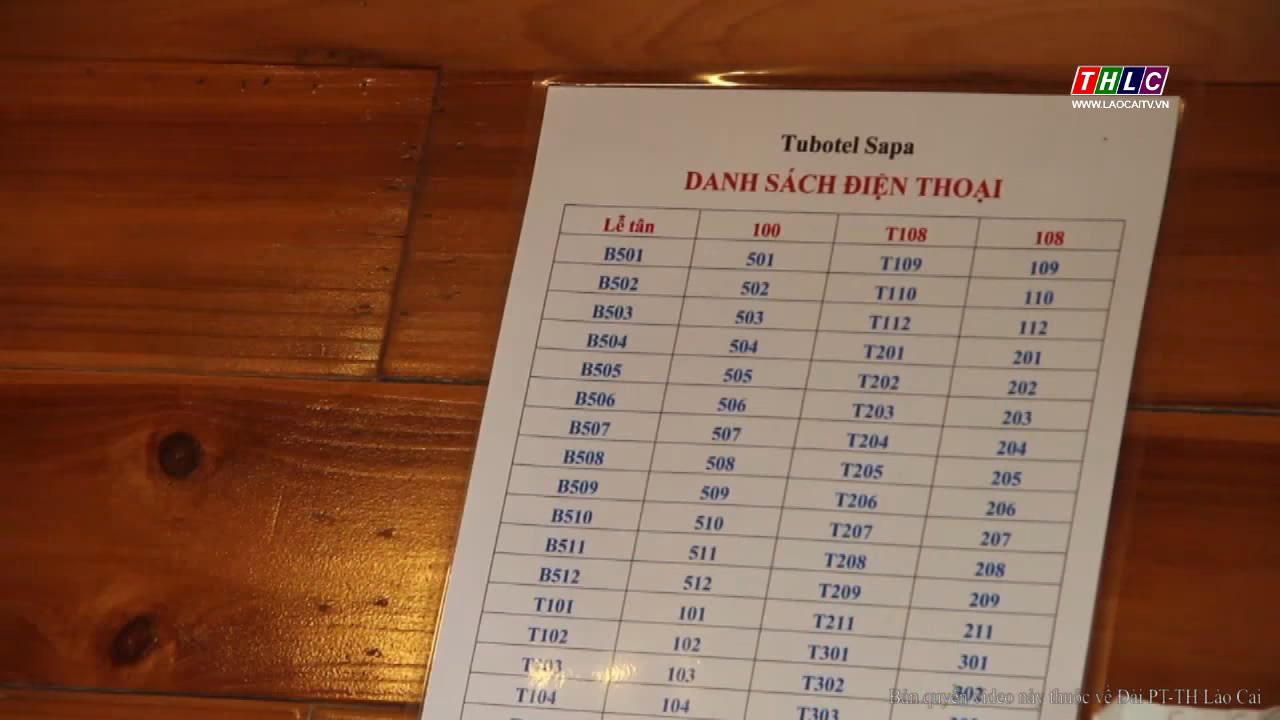 THLC
WWW.LAOCAITV.VN
Tubotel Sapa
DANH SÁCH ĐIỆN THOẠI
Lễ tân 100 T108 108
B501 501 T109 109
B502 502 T110 110
B503 503 T112 112
B504 504 T201 201
B505 505 T202 202
B506 506 T203 203
B507 507 T204 204
B508 508 T205 205
B509 509 T206 206
B510 510 T207 207
B511 511 T208 208
B512 512 T209 209
T101 101 T211 211
T102 102 T301 301
T103 103 T302 302
T104 104 T303
Bản quyền video này thuộc về Đài PT-TH Lào Cai